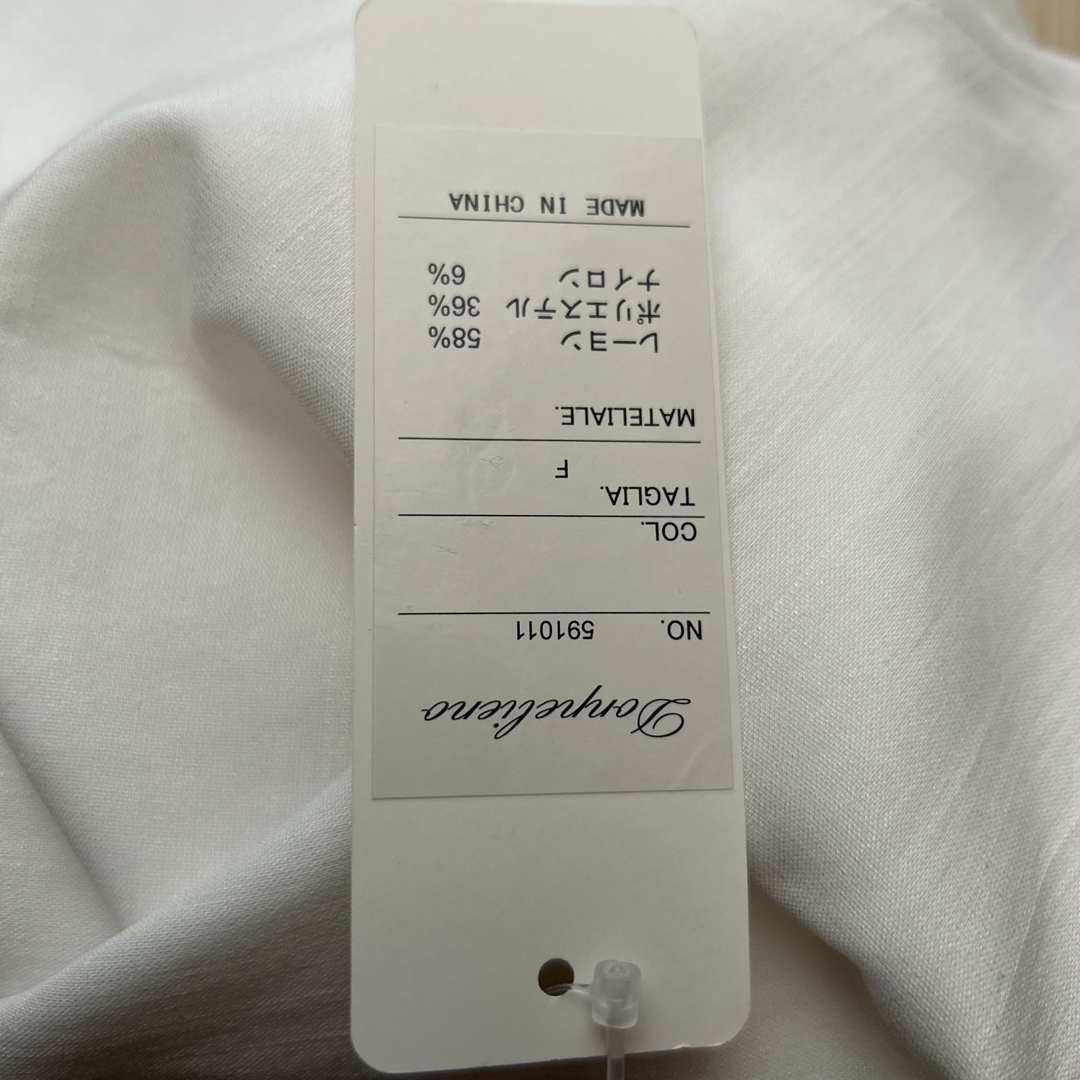 Donpelieno
NO. 591011
COL.
TAGLIA. F
MATELIALE.
レーヨン 58%
ポリエステル 36%
ナイロン 6%
MADE IN CHINA